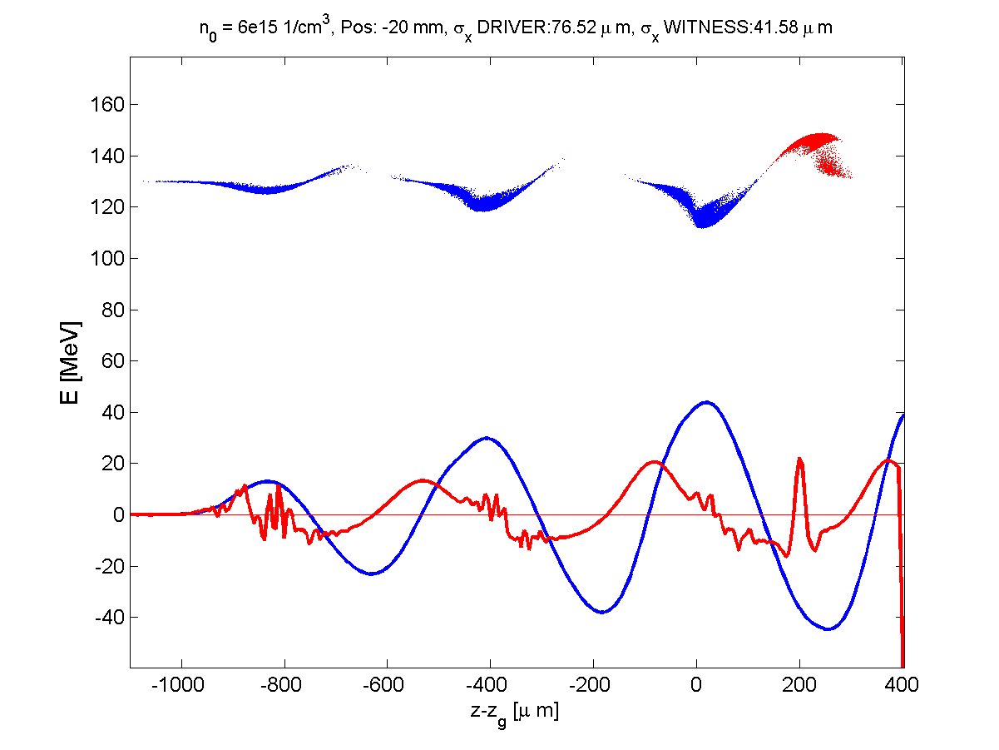 n0 = 6e15 1/cm3, Pos: -20 mm, σx DRIVER:76.52 μ m, σx WITNESS:41.58 μ m
160
140
120
100
80
60
40
20
0
-20
-40
E [MeV]
-1000 -800 -600 -400 -200 0 200 400
z-zg [μ m]